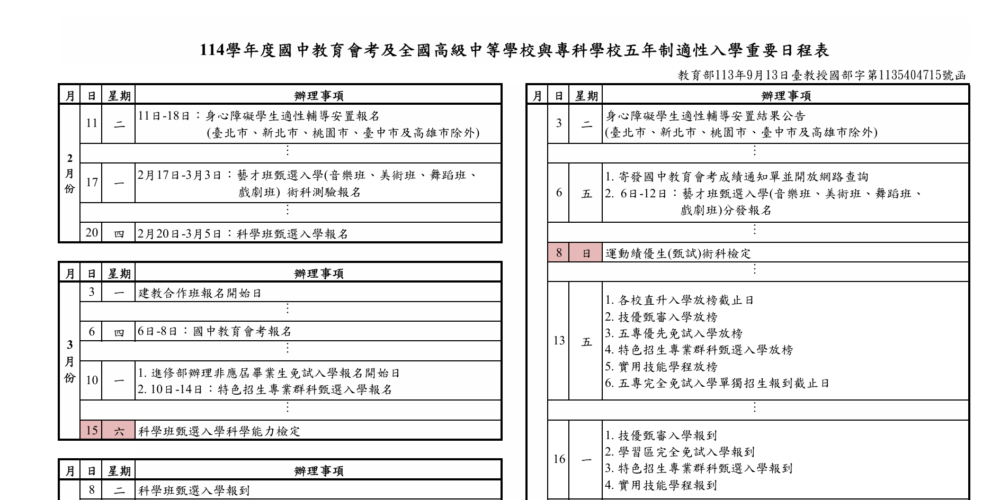 114學年度國中教育會考及全國高級中等學校與專科學校五年制適性入學重要日程表
教育部113年9月13日臺教授國部字第1135404715號函
月 日 星期 辦理事項
2月份
11 二 11日-18日：身心障礙學生適性輔導安置報名
(臺北市、新北市、桃園市、臺中市及高雄市除外)
⋮
17 一 2月17日-3月3日：藝才班甄選入學(音樂班、美術班、舞蹈班、
戲劇班) 術科測驗報名
⋮
20 四 2月20日-3月5日：科學班甄選入學報名
月 日 星期 辦理事項
3月份
3 一 建教合作班報名開始日
⋮
6 四 6日-8日：國中教育會考報名
⋮
10 一 1. 進修部辦理非應屆畢業生免試入學報名開始日
2. 10日-14日：特色招生專業群科甄選入學報名
⋮
15 六 科學班甄選入學科學能力檢定
月 日 星期 辦理事項
8 二 科學班甄選入學報到
月 日 星期 辦理事項
3 二 身心障礙學生適性輔導安置結果公告
(臺北市、新北市、桃園市、臺中市及高雄市除外)
⋮
6 五 1. 寄發國中教育會考成績通知單並開放網路查詢
2. 6日-12日：藝才班甄選入學(音樂班、美術班、舞蹈班、
戲劇班)分發報名
⋮
8 日 運動績優生(甄試)術科檢定
⋮
13 五 1. 各校直升入學放榜截止日
2. 技優甄審入學放榜
3. 五專優先免試入學放榜
4. 特色招生專業群科甄選入學放榜
5. 實用技能學程放榜
6. 五專完全免試入學單獨招生報到截止日
⋮
16 一 1. 技優甄審入學報到
2. 學習區完全免試入學報到
3. 特色招生專業群科甄選入學報到
4. 實用技能學程報到